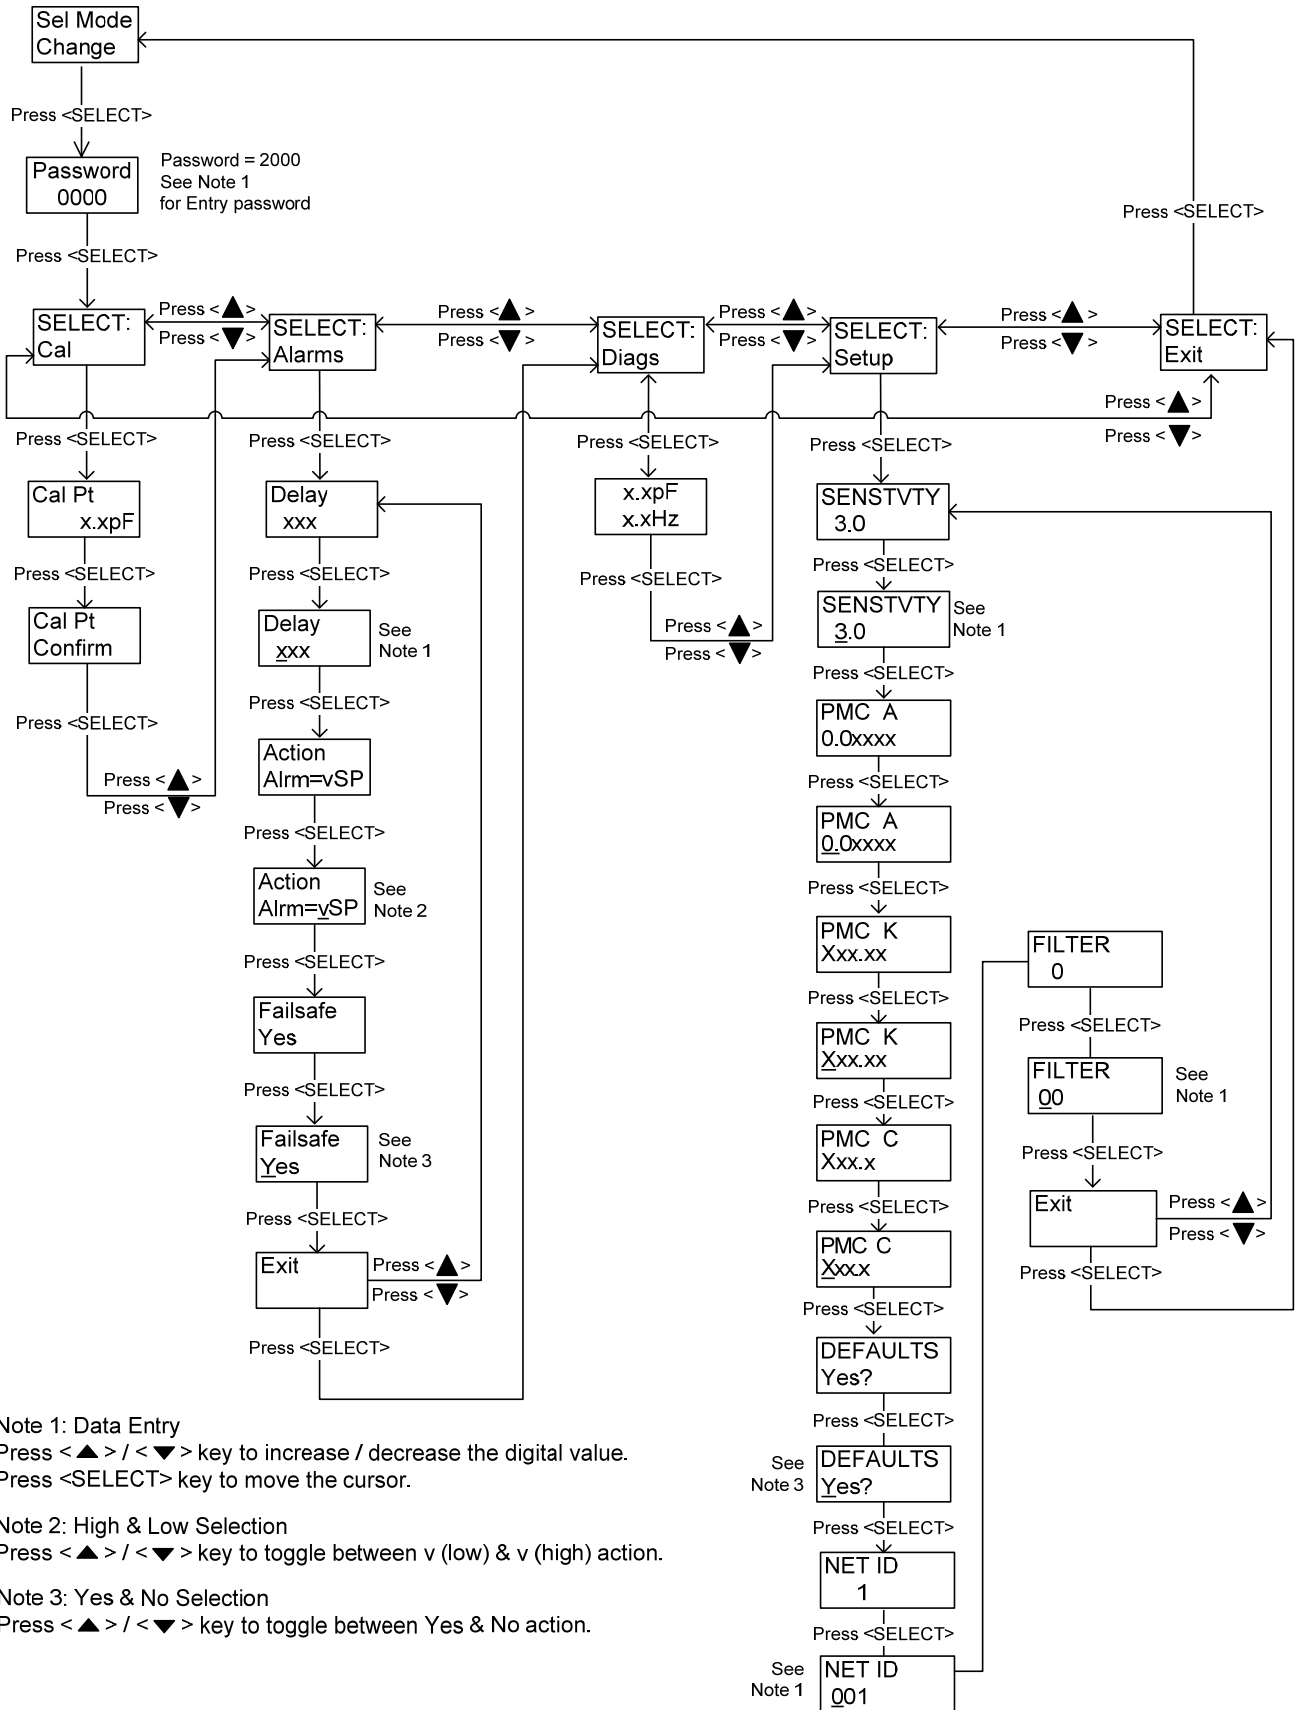 Sel Mode
Change
Press <SELECT>
Password
0000
Password = 2000
See Note 1
for Entry password
Press <SELECT>
Press <SELECT>
SELECT:
Cal
Press <▲>
Press <▼>
SELECT:
Alarms
Press <▲>
Press <▼>
SELECT:
Diags
Press <▲>
Press <▼>
SELECT:
Setup
Press <▲>
Press <▼>
SELECT:
Exit
Press <▲>
Press <▼>
Press <SELECT>
Cal Pt
x.xpF
Press <SELECT>
Cal Pt
Confirm
Press <SELECT>
Press <▲>
Press <▼>
Press <SELECT>
Delay
xxx
Press <SELECT>
Delay
xxx
See
Note 1
Press <SELECT>
Action
Alrm=vSP
Press <SELECT>
Action
Alrm=vSP
See
Note 2
Press <SELECT>
Failsafe
Yes
Press <SELECT>
Failsafe
Yes
See
Note 3
Press <SELECT>
Exit
Press <▲>
Press <▼>
Press <SELECT>
Press <SELECT>
x.xpF
x.xHz
Press <SELECT>
Press <▲>
Press <▼>
Press <SELECT>
SENSTVTY
3.0
Press <SELECT>
SENSTVTY
3.0
See
Note 1
Press <SELECT>
PMC A
0.0xxxx
Press <SELECT>
PMC A
0.0xxxx
Press <SELECT>
PMC K
Xxx.xx
Press <SELECT>
PMC K
Xxx.xx
Press <SELECT>
PMC C
Xxx.x
Press <SELECT>
PMC C
Xxx.x
Press <SELECT>
DEFAULTS
Yes?
Press <SELECT>
See
Note 3
DEFAULTS
Yes?
Press <SELECT>
NET ID
1
Press <SELECT>
See
Note 1
NET ID
001
FILTER
0
Press <SELECT>
FILTER
00
See
Note 1
Press <SELECT>
Exit
Press <▲>
Press <▼>
Press <SELECT>
Note 1: Data Entry
Press <▲> / <▼> key to increase / decrease the digital value.
Press <SELECT> key to move the cursor.
Note 2: High & Low Selection
Press <▲> / <▼> key to toggle between v (low) & v (high) action.
Note 3: Yes & No Selection
Press <▲> / <▼> key to toggle between Yes & No action.